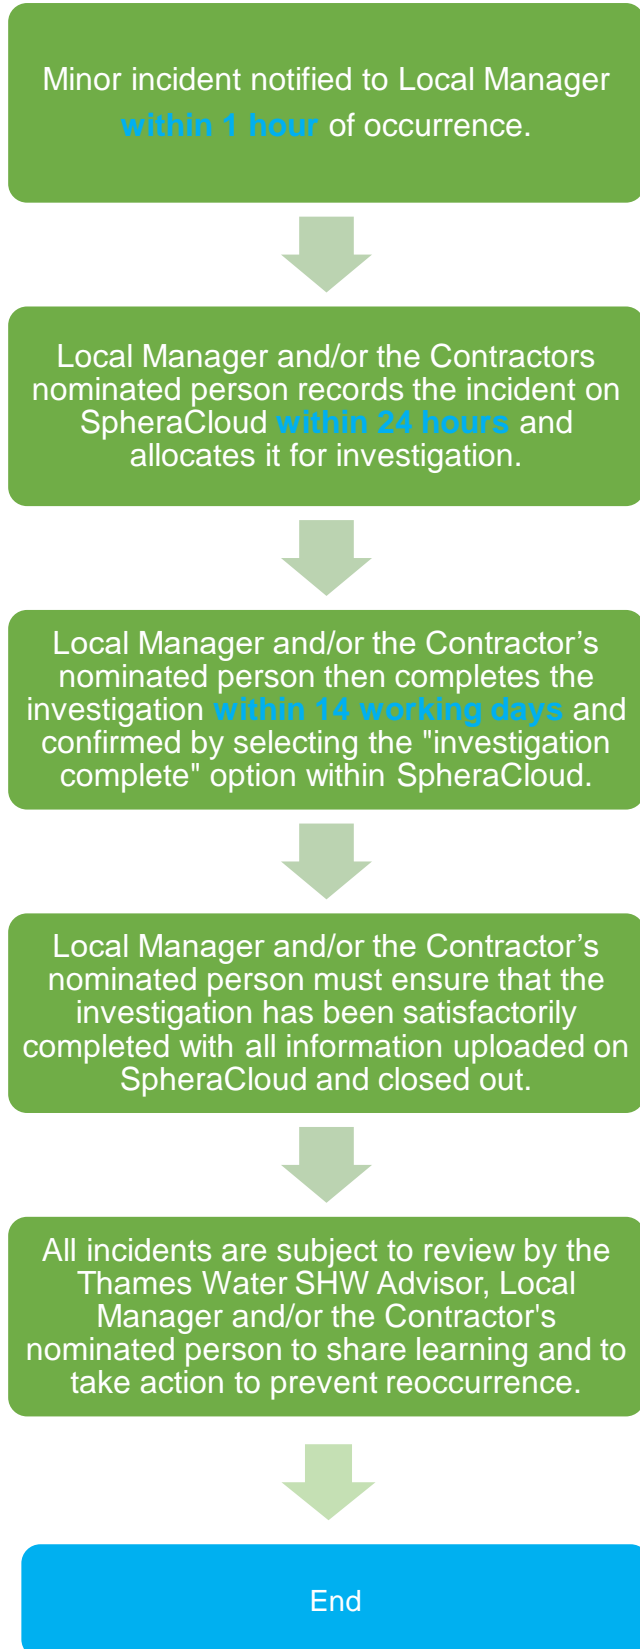 Minor incident notified to Local Manager
within 1 hour of occurrence.
Local Manager and/or the Contractors
nominated person records the incident on
SpheraCloud within 24 hours and
allocates it for investigation.
Local Manager and/or the Contractor’s
nominated person then completes the
investigation within 14 working days and
confirmed by selecting the "investigation
complete" option within SpheraCloud.
Local Manager and/or the Contractor’s
nominated person must ensure that the
investigation has been satisfactorily
completed with all information uploaded on
SpheraCloud and closed out.
All incidents are subject to review by the
Thames Water SHW Advisor, Local
Manager and/or the Contractor's
nominated person to share learning and to
take action to prevent reoccurrence.
End